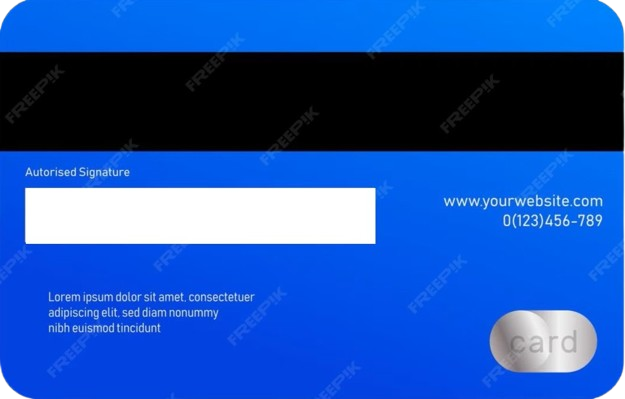 Autorised Signature
www.yourwebsite.com
0(123)456-789
Lorem ipsum dolor sit amet, consectetuer
adipiscing elit, sed diam nonummy
nibh euismod tincidunt
card
FREEPIK